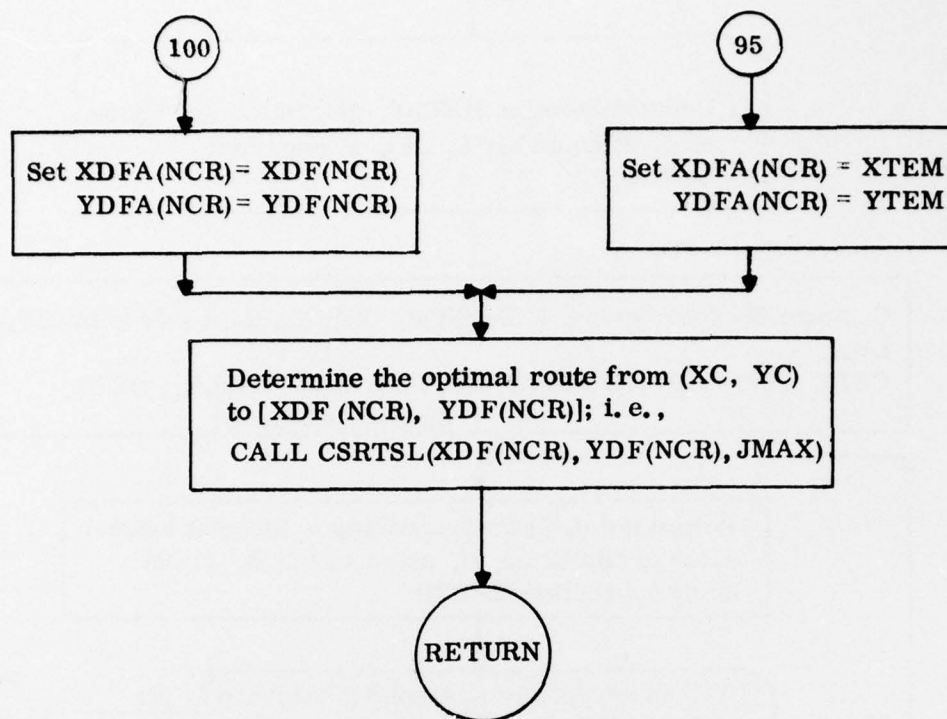 100
95
Set XDFA(NCR)= XDF(NCR)
YDFA(NCR)= YDF(NCR)
Set XDFA(NCR) = XTEM
YDFA(NCR) = YTEM
Determine the optimal route from (XC, YC)
to [XDF (NCR), YDF(NCR)]; i. e.,
CALL CSRTSL(XDF(NCR), YDF(NCR), JMAX)
RETURN